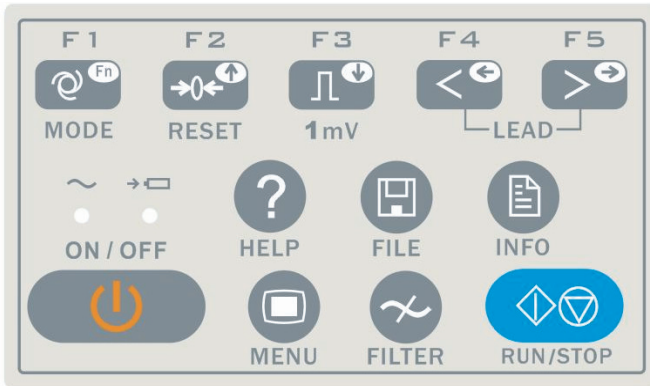 F1 F2 F3 F4 F5
Fn
MODE RESET 1mV LEAD
ON / OFF HELP FILE INFO
MENU FILTER RUN/STOP